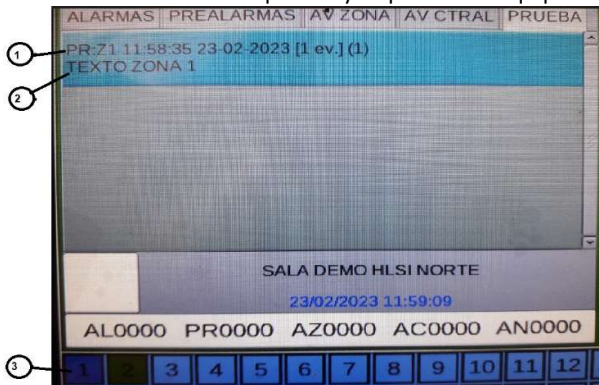 ALARMAS PREALARMAS AV ZONA AV CTRAL PRUEBA
1
PR:Z1 11:58:35 23-02-2023 [1 ev.] (1)
TEXTO ZONA 1
2
SALA DEMO HLSI NORTE
23/02/2023 11:59:09
AL0000 PR0000 AZ0000 AC0000 AN0000
3
1 2 3 4 5 6 7 8 9 10 11 12